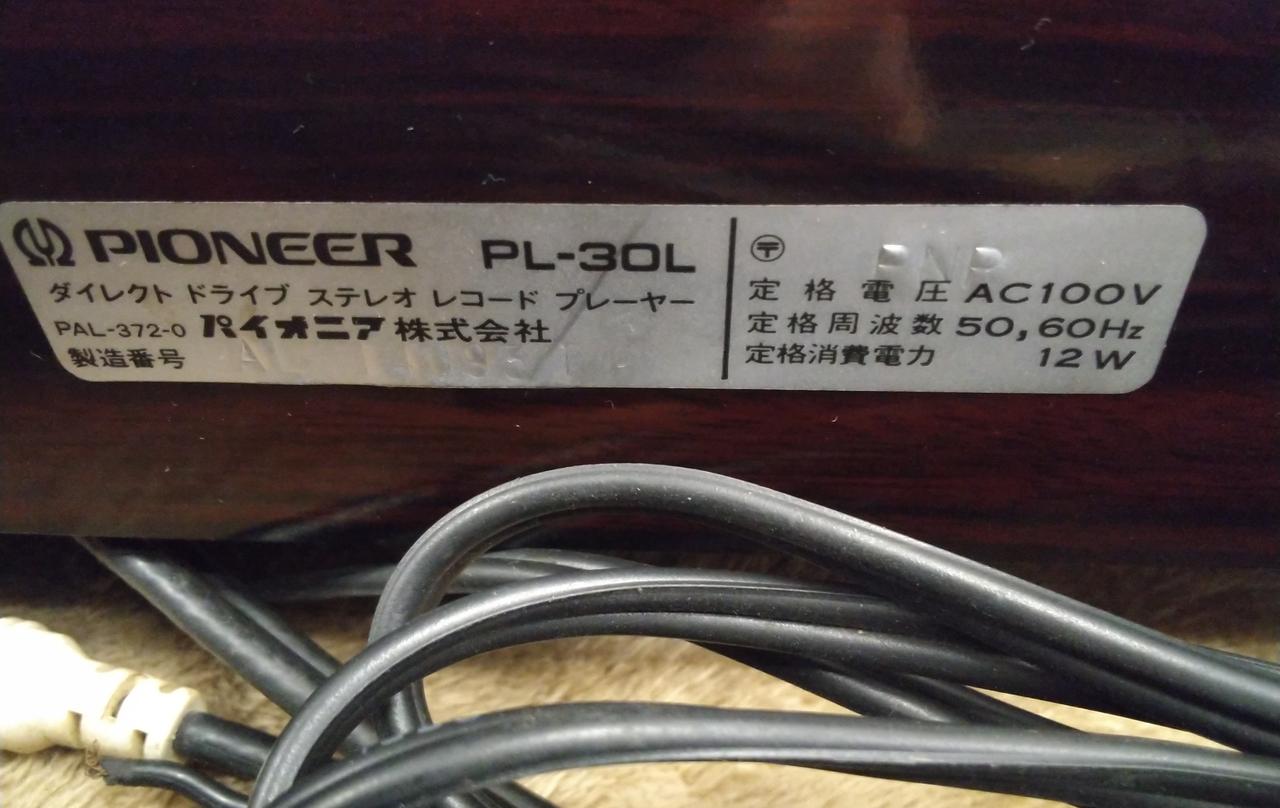 PIONEER PL-30L
ダイレクト ドライブ ステレオ レコード プレーヤー
PAL-372-0 パイオニア株式会社
製造番号
〶 PNP
定格電圧 AC100V
定格周波数 50,60Hz
定格消費電力 12W